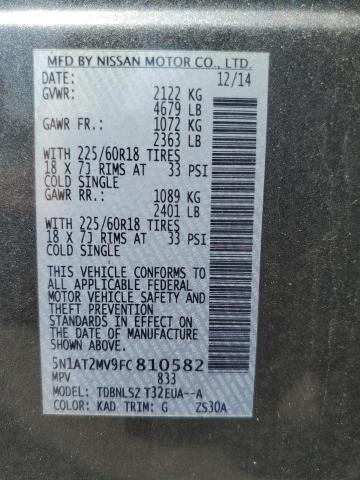 MFD BY NISSAN MOTOR CO., LTD.
DATE: 12/14
GVWR: 2122 KG
4679 LB
GAWR FR.: 1072 KG
2363 LB
WITH 225/60R18 TIRES
18 X 7J RIMS AT 33 PSI
COLD SINGLE
GAWR RR.: 1089 KG
2401 LB
WITH 225/60R18 TIRES
18 X 7J RIMS AT 33 PSI
COLD SINGLE
THIS VEHICLE CONFORMS TO
ALL APPLICABLE FEDERAL
MOTOR VEHICLE SAFETY AND
THEFT PREVENTION
STANDARDS IN EFFECT ON
THE DATE OF MANUFACTURE
SHOWN ABOVE.
5N1AT2MV9FC810582
MPV 833
TYPE: TDBNLSZ T32EUA--A
COLOR: KAD TRIM: G ZS30A